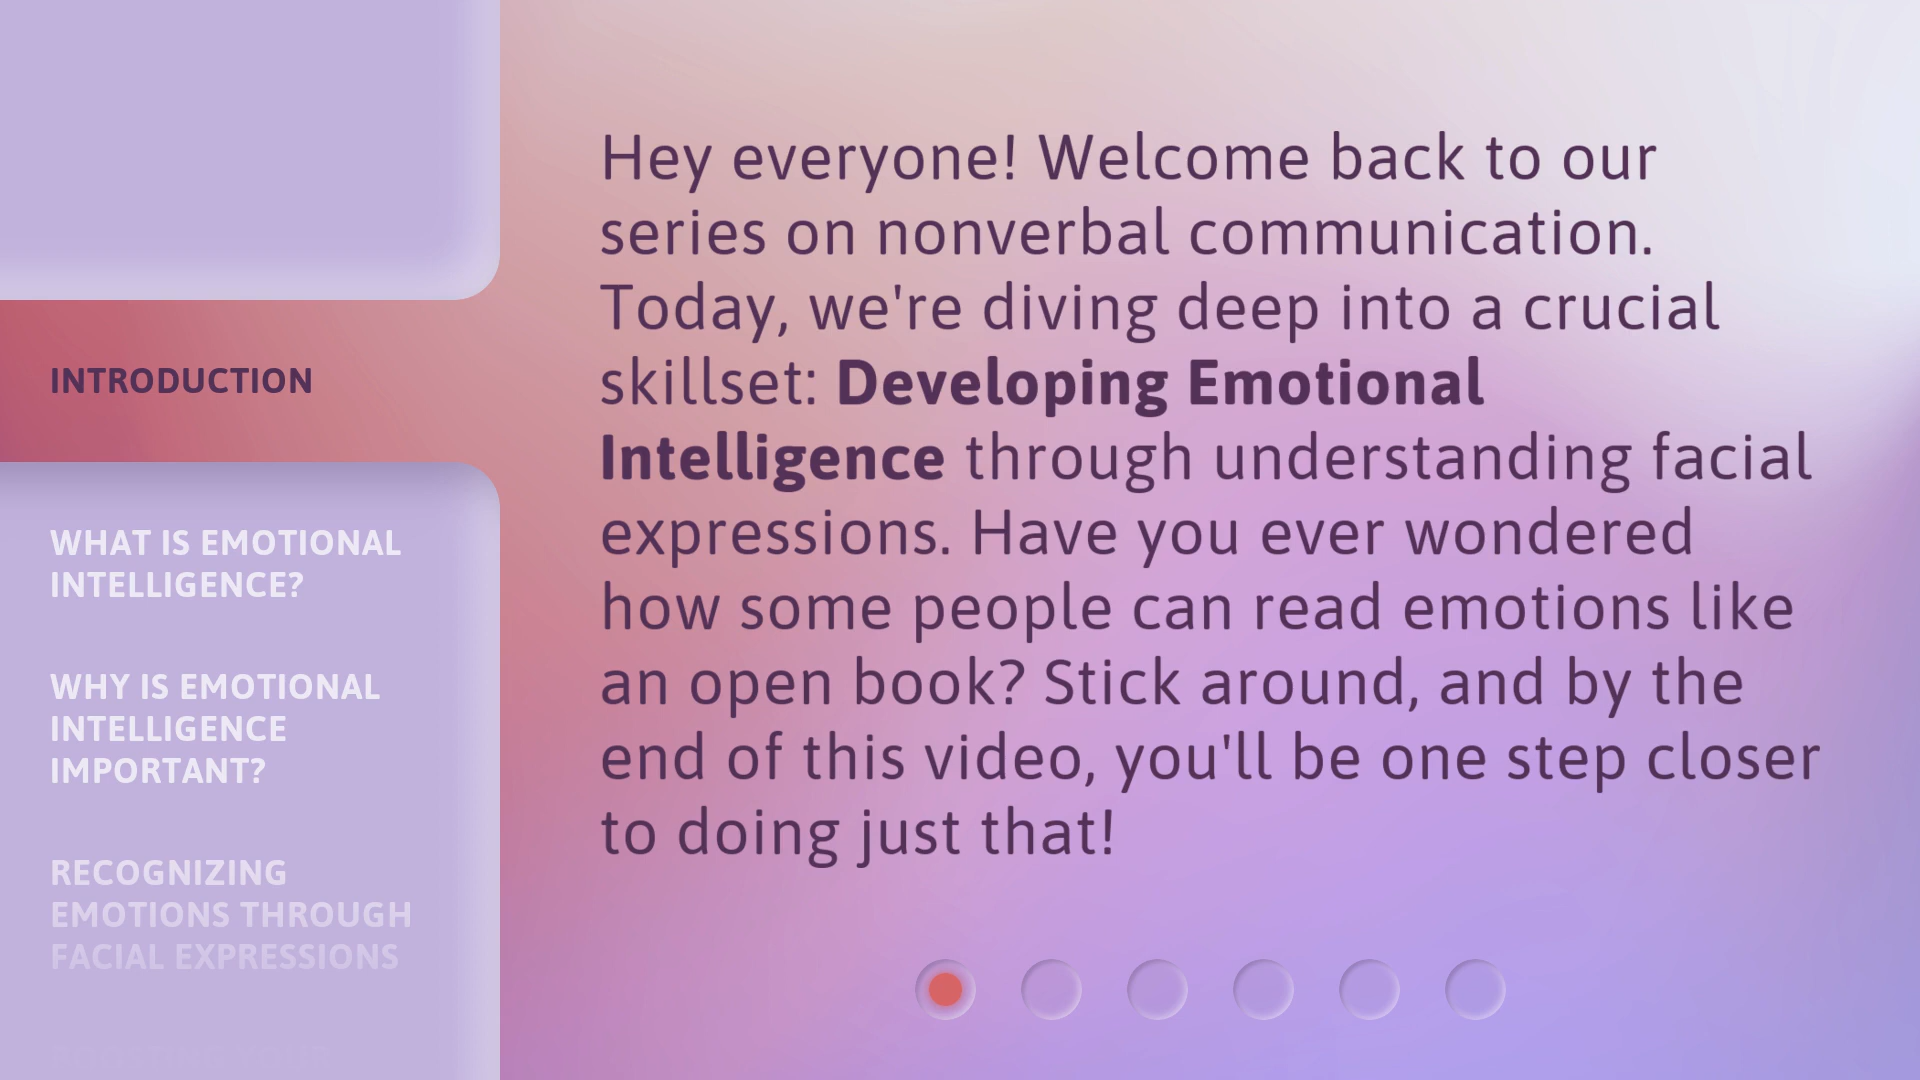 INTRODUCTION
WHAT IS EMOTIONAL
INTELLIGENCE?
WHY IS EMOTIONAL
INTELLIGENCE
IMPORTANT?
RECOGNIZING
EMOTIONS THROUGH
FACIAL EXPRESSIONS
Hey everyone! Welcome back to our
series on nonverbal communication.
Today, we're diving deep into a crucial
skillset: Developing Emotional
Intelligence through understanding facial
expressions. Have you ever wondered
how some people can read emotions like
an open book? Stick around, and by the
end of this video, you'll be one step closer
to doing just that!